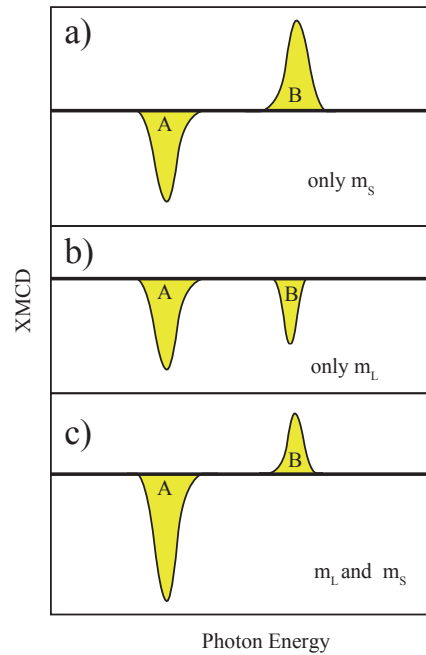 a)
B
A
only mS
b)
A
B
only mL
XMCD
c)
B
A
mL and mS
Photon Energy